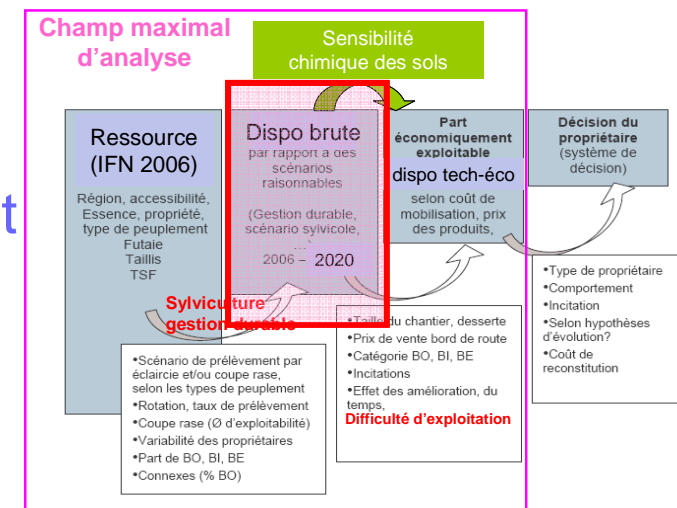 Champ maximal
d'analyse
Sensibilité
chimique des sols
t
Ressource
(IFN 2006)
Région, accessibilité,
Essence, propriété,
type de peuplement
Futaie
Taillis
TSF
Dispo brute
par rapport à des
scénarios
raisonnables
(Gestion durable,
scénario sylvicole,
2006 – 2020
Part
économiquement
exploitable
dispo tech-éco
selon coût de
mobilisation, prix
des produits,
Décision du
propriétaire
(système de
décision)
Sylviculture
gestion durable
•Scénario de prélèvement par
éclaircie et/ou coupe rase,
selon les types de peuplement
•Rotation, taux de prélèvement
•Coupe rase (Ø d'exploitabilité)
•Variabilité des propriétaires
•Part de BO, BI, BE
•Connexes (% BO)
•Taille du chantier, desserte
•Prix de vente bord de route
•Catégorie BO, BI, BE
•Incitations
•Effet des amélioration, du
temps,
Difficulté d'exploitation
•Type de propriétaire
•Comportement
•Incitation
•Selon hypothèses
d'évolution?
•Coût de
reconstitution